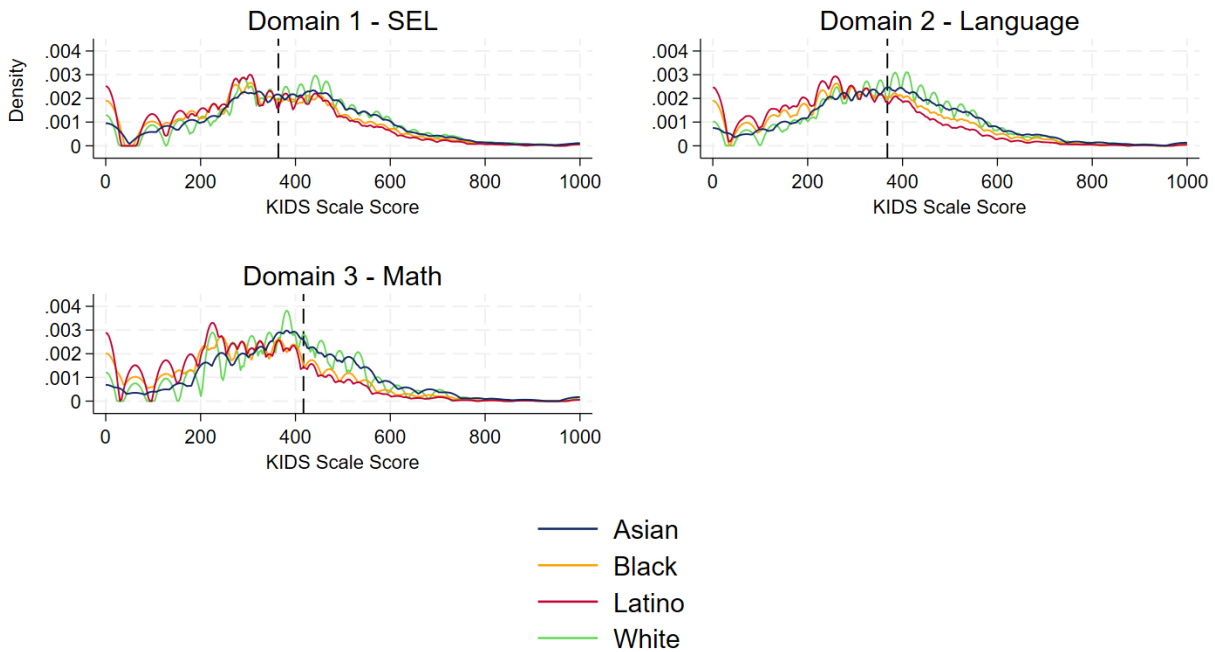 Domain 1 - SEL
Density
.004
.003
.002
.001
0
0 200 400 600 800 1000
KIDS Scale Score
Domain 2 - Language
.004
.003
.002
.001
0
0 200 400 600 800 1000
KIDS Scale Score
Domain 3 - Math
.004
.003
.002
.001
0
0 200 400 600 800 1000
KIDS Scale Score
Asian
Black
Latino
White